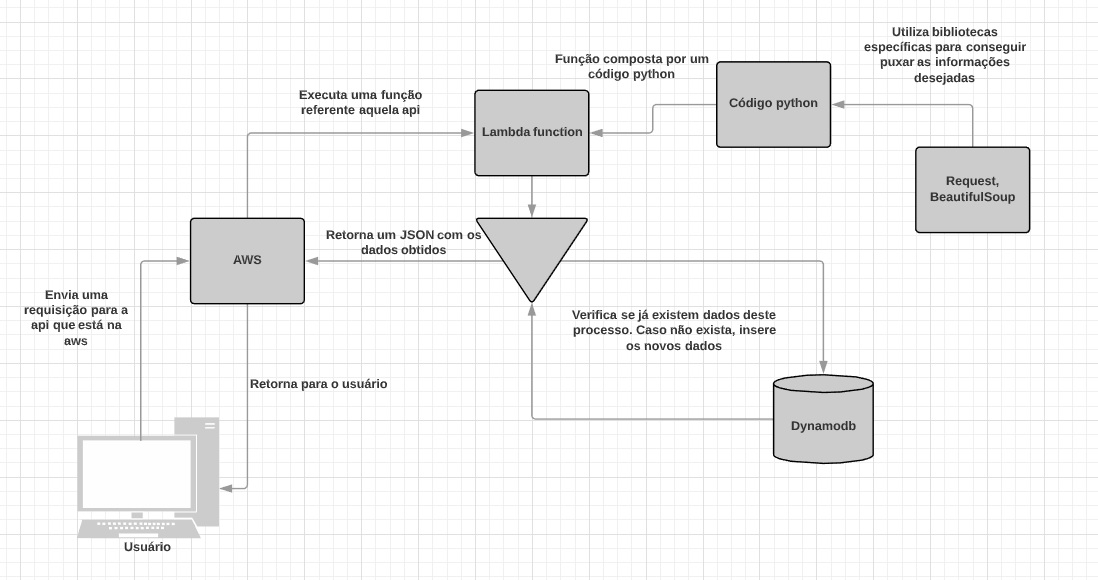 Utiliza bibliotecas
específicas para conseguir
puxar as informações
desejadas
Função composta por um
código python
Código python
Executa uma função
referente aquela api
Lambda function
Request,
BeautifulSoup
Retorna um JSON com os
dados obtidos
AWS
Envia uma
requisição para a
api que está na
aws
Verifica se já existem dados deste
processo. Caso não exista, insere
os novos dados
Retorna para o usuário
Dynamodb
Usuário